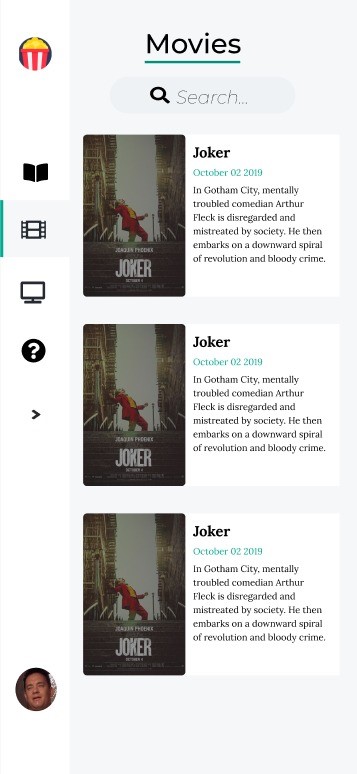 Movies
Search...
Joker
October 02 2019
In Gotham City, mentally
troubled comedian Arthur
Fleck is disregarded and
mistreated by society. He then
embarks on a downward spiral
of revolution and bloody crime.
JOAQUIN PHOENIX
JOKER
OCTOBER 4
Joker
October 02 2019
In Gotham City, mentally
troubled comedian Arthur
Fleck is disregarded and
mistreated by society. He then
embarks on a downward spiral
of revolution and bloody crime.
JOAQUIN PHOENIX
JOKER
OCTOBER 4
Joker
October 02 2019
In Gotham City, mentally
troubled comedian Arthur
Fleck is disregarded and
mistreated by society. He then
embarks on a downward spiral
of revolution and bloody crime.
JOAQUIN PHOENIX
JOKER
OCTOBER 4